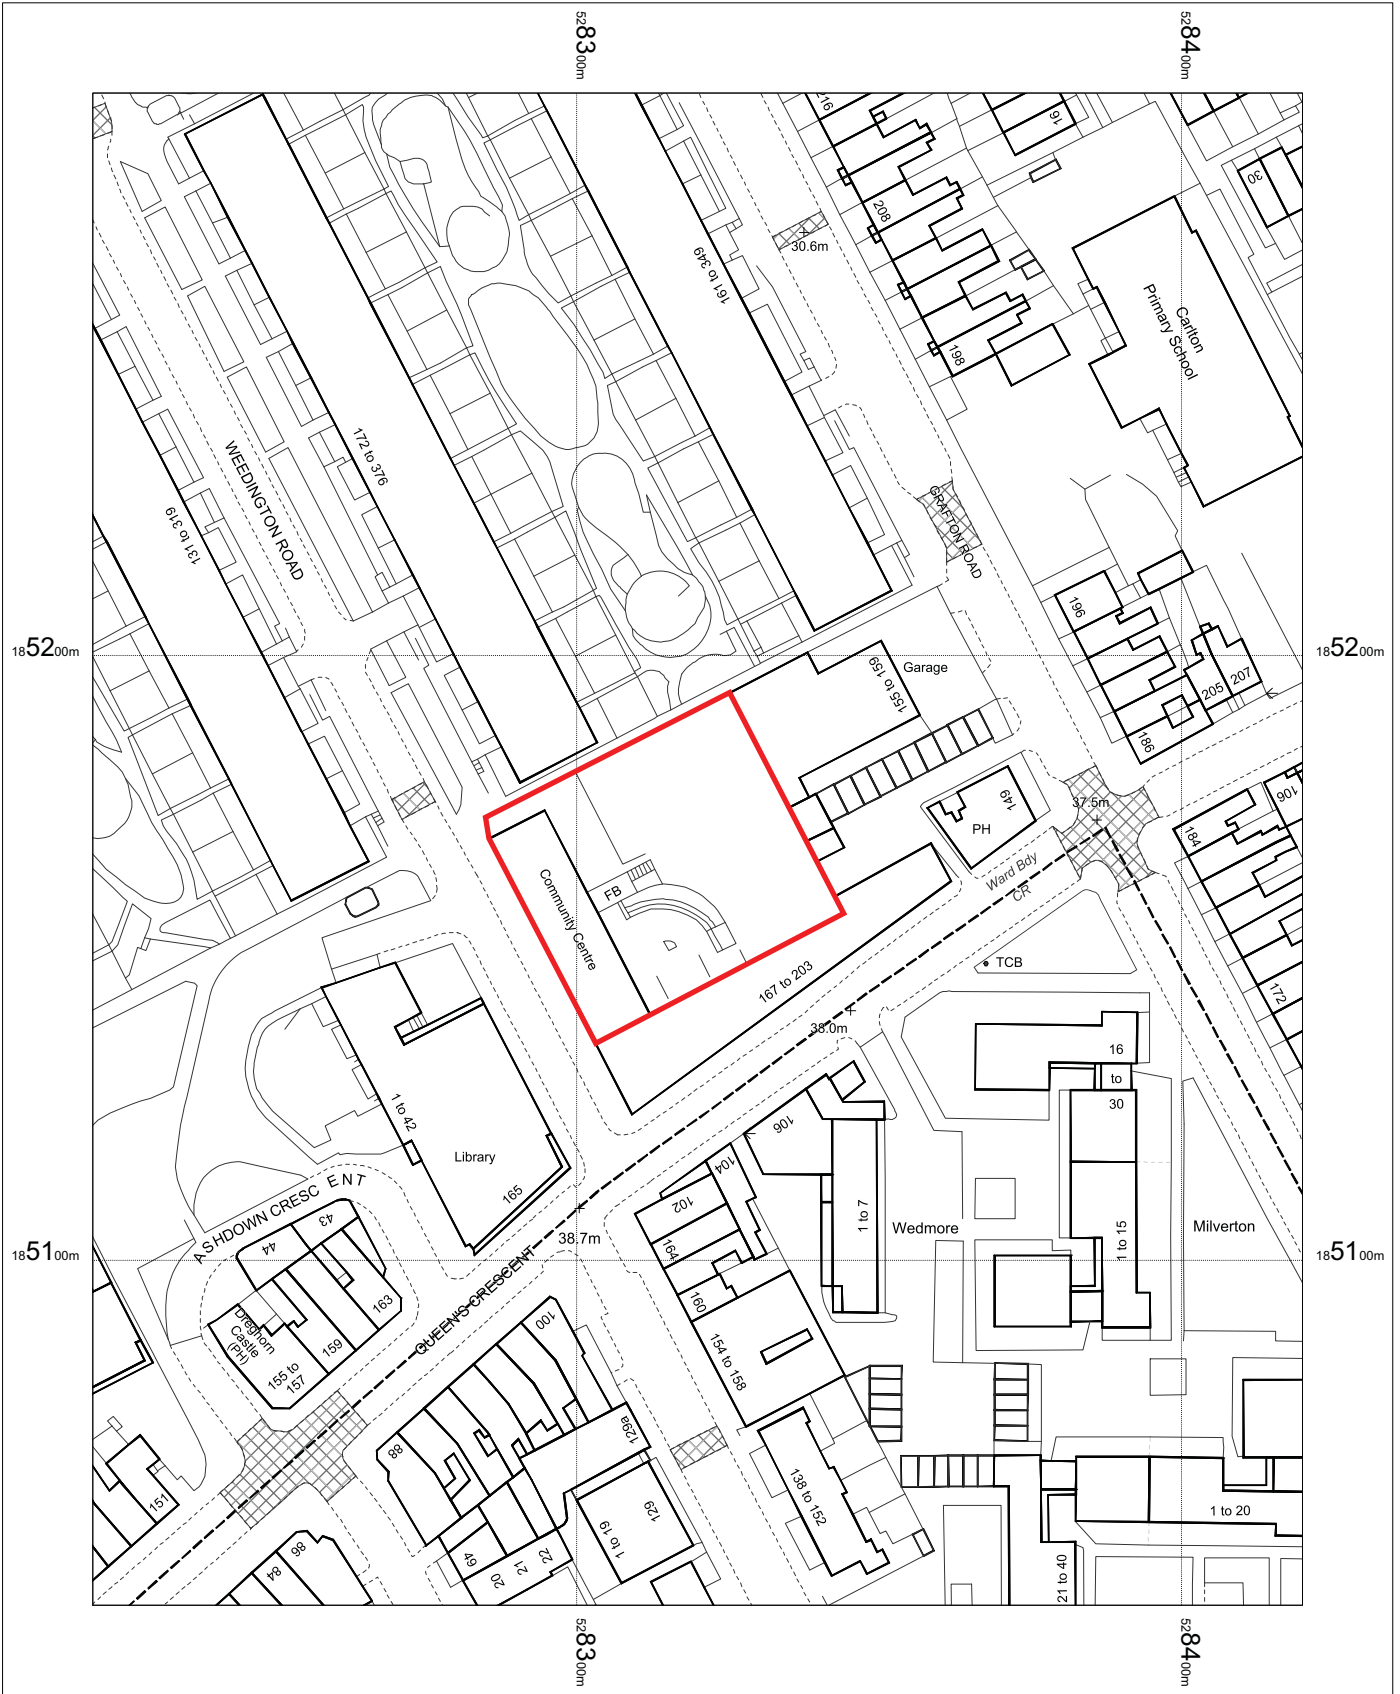 5283 00m
5284 00m
216
16
30
208
30.6m
161 to 349
Carlton
Primary School
198
172 to 376
WEEDINGTON ROAD
131 to 319
GRAFTON ROAD
196
1852 00m
1852 00m
Garage
155 to 159
205
207
186
149
PH
37.5m
106
184
Ward Bdy
CR
Community Centre
FB
TCB
167 to 203
172
38.0m
16
to
30
1 to 42
106
Library
104
165
102
1 to 7
Wedmore
1 to 15
Milverton
ASHDOWN CRESCENT
43
44
38.7m
164
1851 00m
1851 00m
QUEEN'S CRESCENT
160
163
Dreghorn
Castle
(PH)
159
155 to
157
100
154 to 158
129a
88
138 to 152
151
129
1 to 19
1 to 20
86
84
64
20
21
22
21 to 40
5283 00m
5284 00m